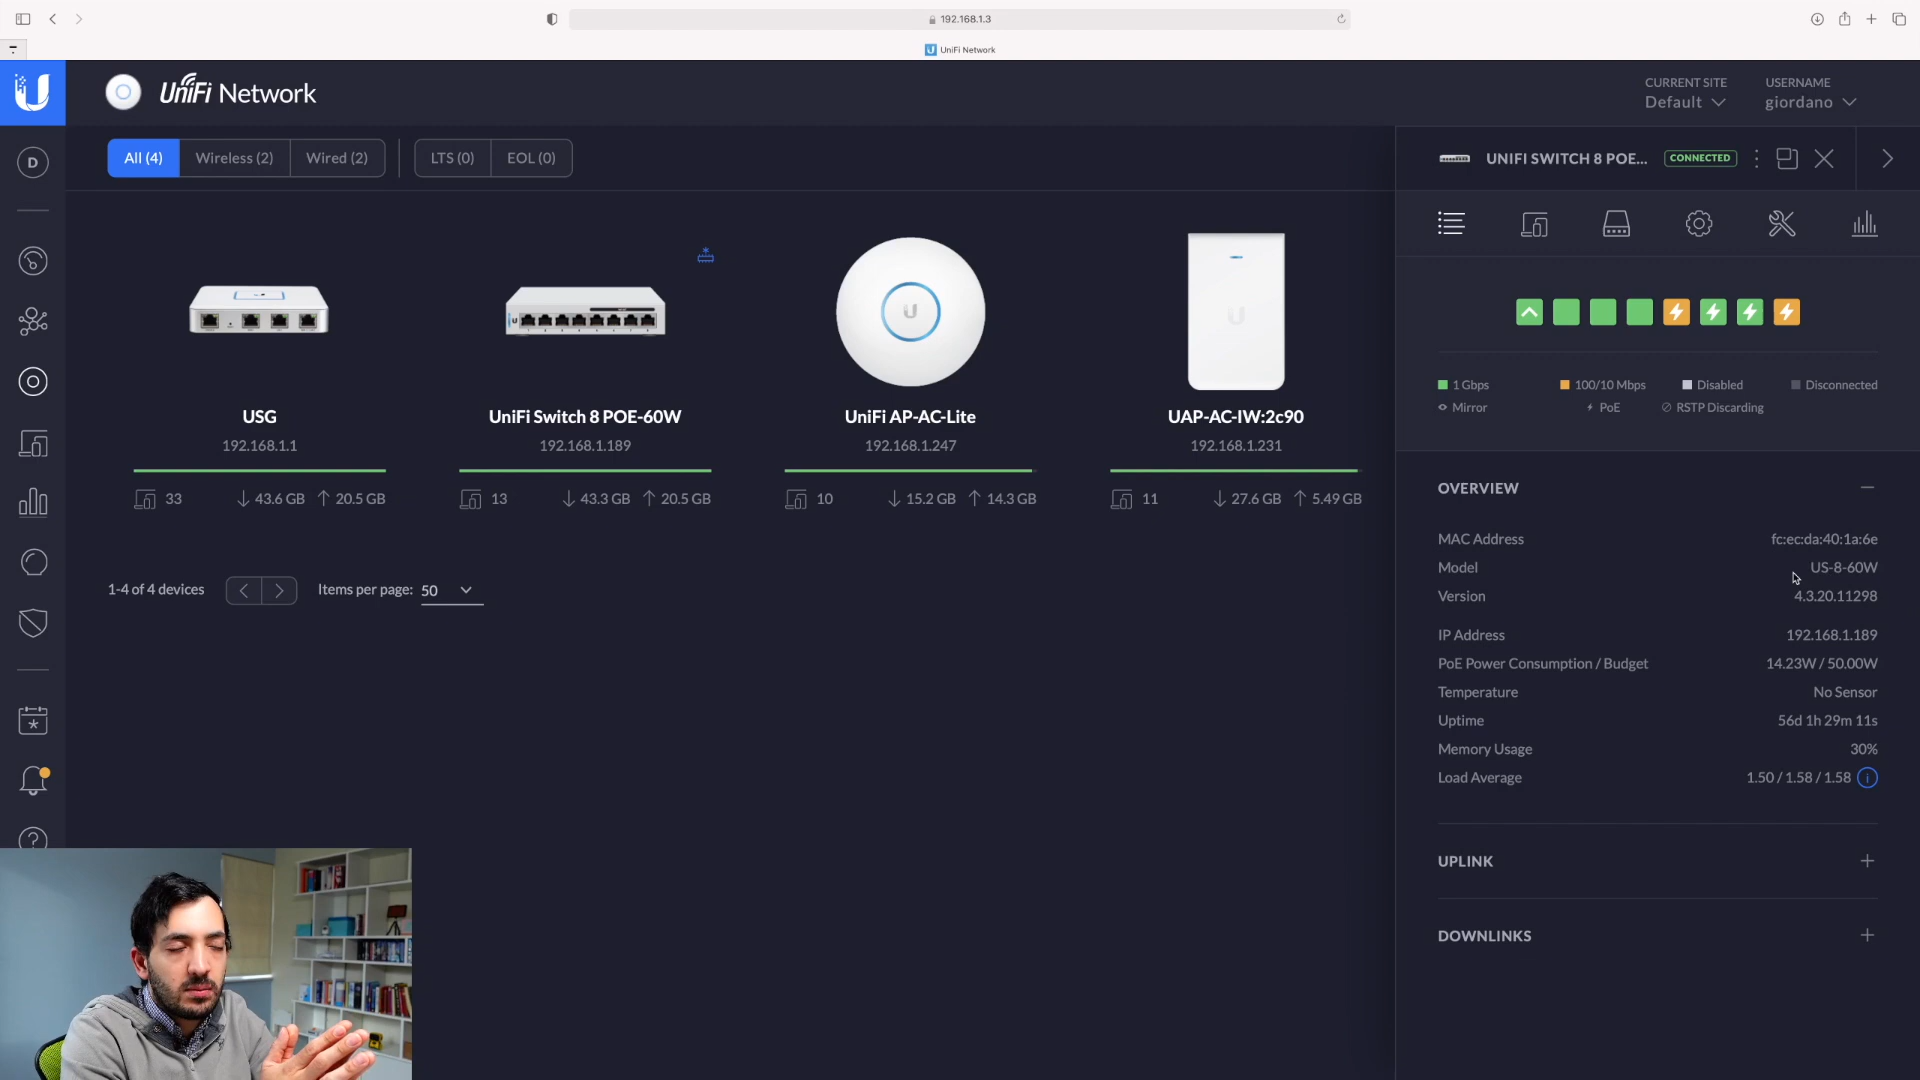 192.168.1.3
UniFi Network
UniFi Network
CURRENT SITE
Default
USERNAME
giordano
D
All (4)
Wireless (2)
Wired (2)
LTS (0)
EOL (0)
UNIFI SWITCH 8 POE...
CONNECTED
USG
192.168.1.1
33
43.6 GB
20.5 GB
UniFi Switch 8 POE-60W
192.168.1.189
13
43.3 GB
20.5 GB
UniFi AP-AC-Lite
192.168.1.247
10
15.2 GB
14.3 GB
UAP-AC-IW:2c90
192.168.1.231
11
27.6 GB
5.49 GB
1-4 of 4 devices
Items per page: 50
1 Gbps
100/10 Mbps
Disabled
Disconnected
Mirror
PoE
RSTP Discarding
OVERVIEW
MAC Address fc:ec:da:40:1a:6e
Model US-8-60W
Version 4.3.20.11298
IP Address 192.168.1.189
PoE Power Consumption / Budget 14.23W / 50.00W
Temperature No Sensor
Uptime 56d 1h 29m 11s
Memory Usage 30%
Load Average 1.50 / 1.58 / 1.58
UPLINK
DOWNLINKS